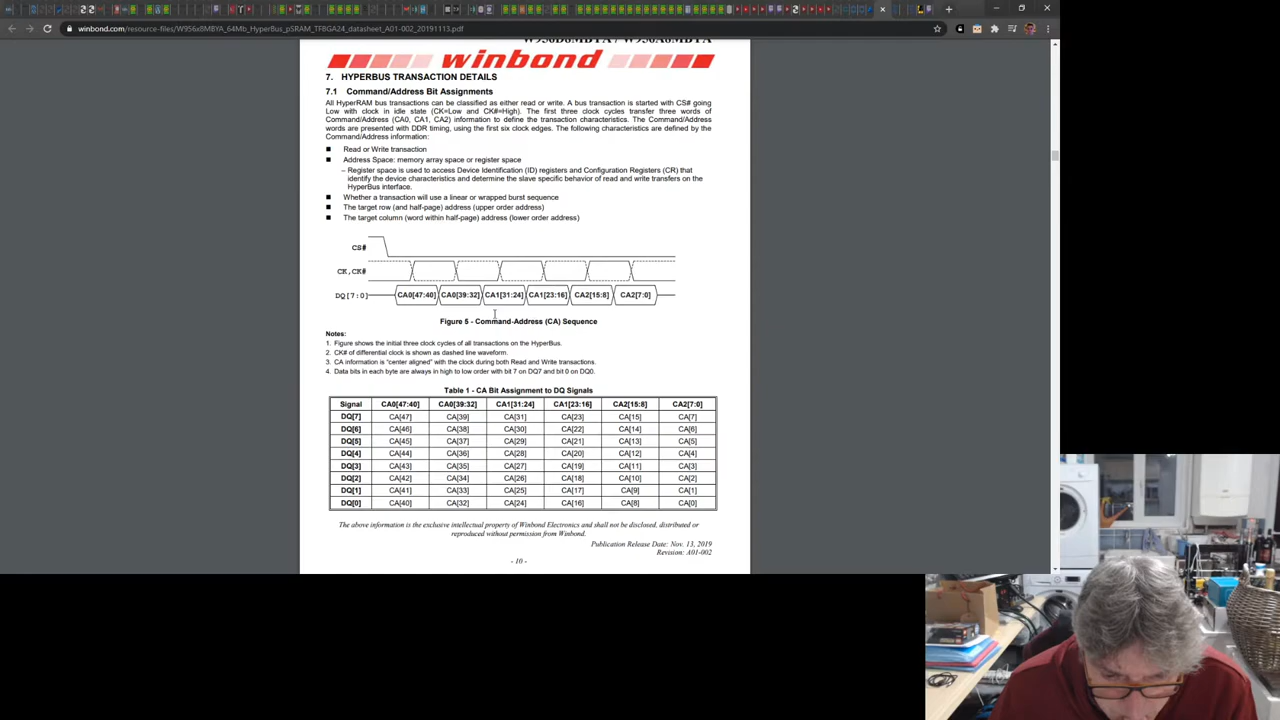 winbond.com/resource-files/W956x8MBYA_64Mb_HyperBus_pSRAM_TFBGA24_datasheet_A01-002_20191113.pdf
W956D8MBYA / W956A8MBYA
winbond
7. HYPERBUS TRANSACTION DETAILS
7.1 Command/Address Bit Assignments
All HyperRAM bus transactions can be classified as either read or write. A bus transaction is started with CS# going
Low with clock in idle state (CK=Low and CK#=High). The first three clock cycles transfer three words of
Command/Address (CA0, CA1, CA2) information to define the transaction characteristics. The Command/Address
words are presented with DDR timing, using the first six clock edges. The following characteristics are defined by the
Command/Address information:
■ Read or Write transaction
■ Address Space: memory array space or register space
– Register space is used to access Device Identification (ID) registers and Configuration Registers (CR) that
identify the device characteristics and determine the slave specific behavior of read and write transfers on the
HyperBus interface.
■ Whether a transaction will use a linear or wrapped burst sequence
■ The target row (and half-page) address (upper order address)
■ The target column (word within half-page) address (lower order address)
CS#
CK,CK#
DQ[7:0] CA0[47:40] CA0[39:32] CA1[31:24] CA1[23:16] CA2[15:8] CA2[7:0]
Figure 5 - Command-Address (CA) Sequence
Notes:
1. Figure shows the initial three clock cycles of all transactions on the HyperBus.
2. CK# of differential clock is shown as dashed line waveform.
3. CA information is "center aligned" with the clock during both Read and Write transactions.
4. Data bits in each byte are always in high to low order with bit 7 on DQ7 and bit 0 on DQ0.
Table 1 - CA Bit Assignment to DQ Signals
Signal CA0[47:40] CA0[39:32] CA1[31:24] CA1[23:16] CA2[15:8] CA2[7:0]
DQ[7] CA[47] CA[39] CA[31] CA[23] CA[15] CA[7]
DQ[6] CA[46] CA[38] CA[30] CA[22] CA[14] CA[6]
DQ[5] CA[45] CA[37] CA[29] CA[21] CA[13] CA[5]
DQ[4] CA[44] CA[36] CA[28] CA[20] CA[12] CA[4]
DQ[3] CA[43] CA[35] CA[27] CA[19] CA[11] CA[3]
DQ[2] CA[42] CA[34] CA[26] CA[18] CA[10] CA[2]
DQ[1] CA[41] CA[33] CA[25] CA[17] CA[9] CA[1]
DQ[0] CA[40] CA[32] CA[24] CA[16] CA[8] CA[0]
The above information is the exclusive intellectual property of Winbond Electronics and shall not be disclosed, distributed or
reproduced without permission from Winbond.
Publication Release Date: Nov. 13, 2019
Revision: A01-002
- 10 -